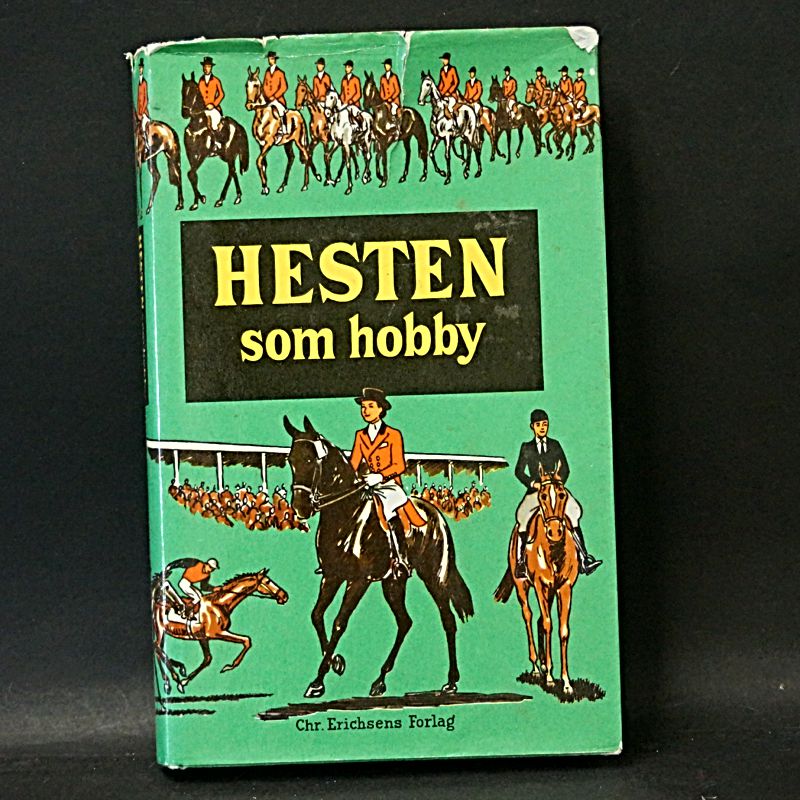 HESTEN
som hobby
Chr. Erichsens Forlag